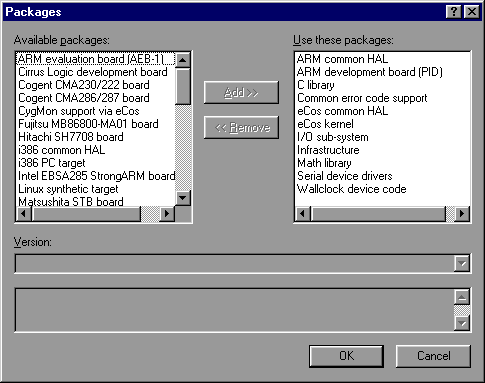 Packages
Available packages:
ARM evaluation board (AEB-1)
Cirrus Logic development board
Cogent CMA230/222 board
Cogent CMA286/287 board
CygMon support via eCos
Fujitsu MB86800-MA01 board
Hitachi SH7708 board
i386 common HAL
i386 PC target
Intel EBSA285 StrongARM board
Linux synthetic target
Matsushita STB board
Add >>
<< Remove
Use these packages:
ARM common HAL
ARM development board (PID)
C library
Common error code support
eCos common HAL
eCos kernel
I/O sub-system
Infrastructure
Math library
Serial device drivers
Wallclock device code
Version:
OK
Cancel